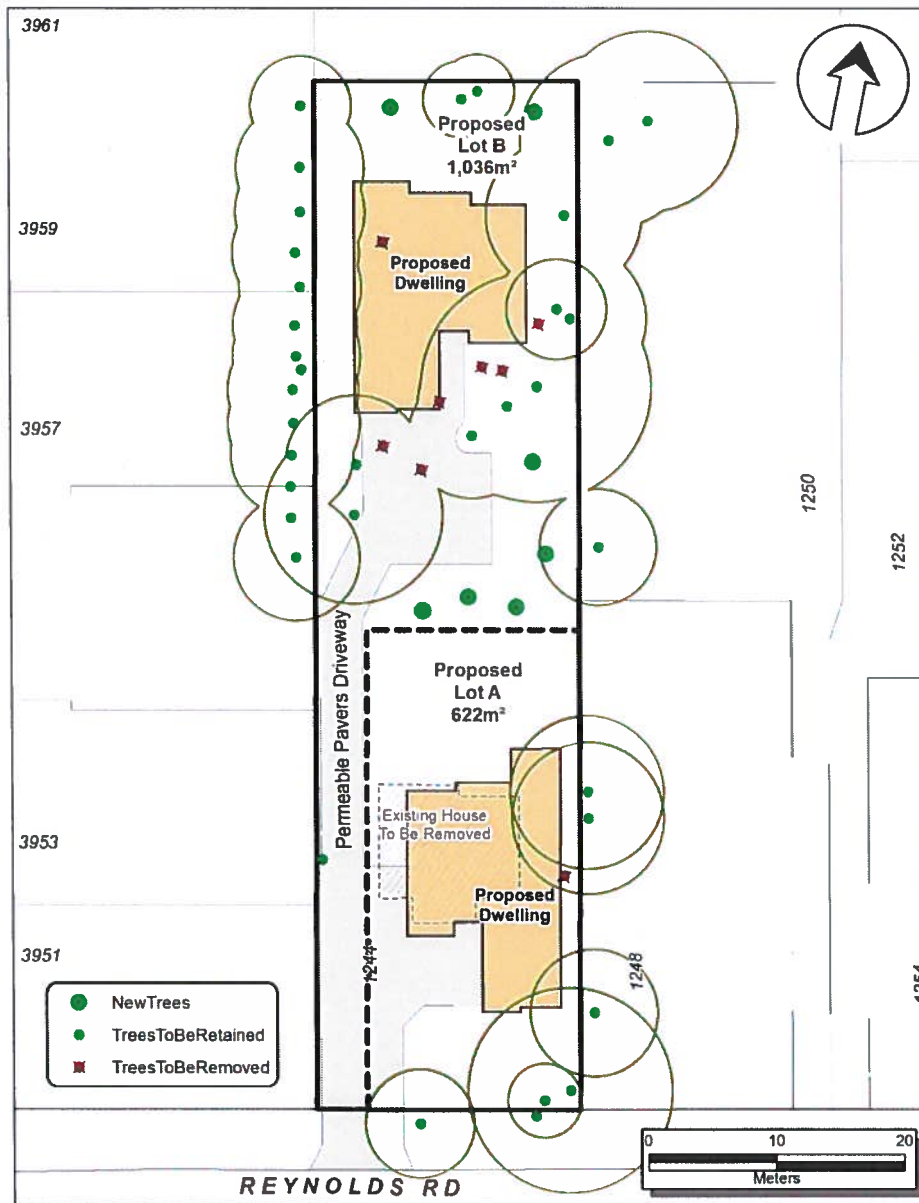 3961
Proposed
Lot B
1,036m²
3959
Proposed
Dwelling
3957
1250
1252
Permeable Pavers Driveway
Proposed
Lot A
622m²
Existing House
To Be Removed
3953
Proposed
Dwelling
3951
1244
1248
1254
NewTrees
TreesToBeRetained
TreesToBeRemoved
0 10 20
Meters
REYNOLDS RD